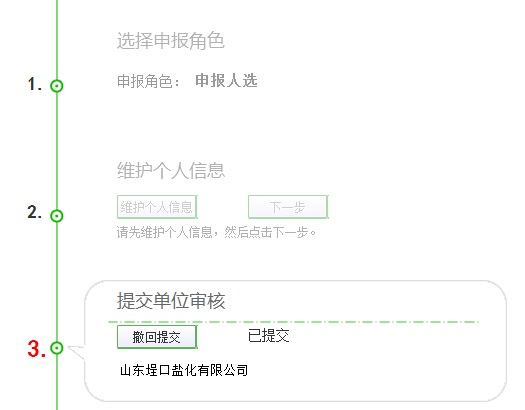 选择申报角色
1.
申报角色： 申报人选
维护个人信息
2.
维护个人信息 下一步
请先维护个人信息，然后点击下一步。
提交单位审核
3.
撤回提交 已提交
山东埕口盐化有限公司